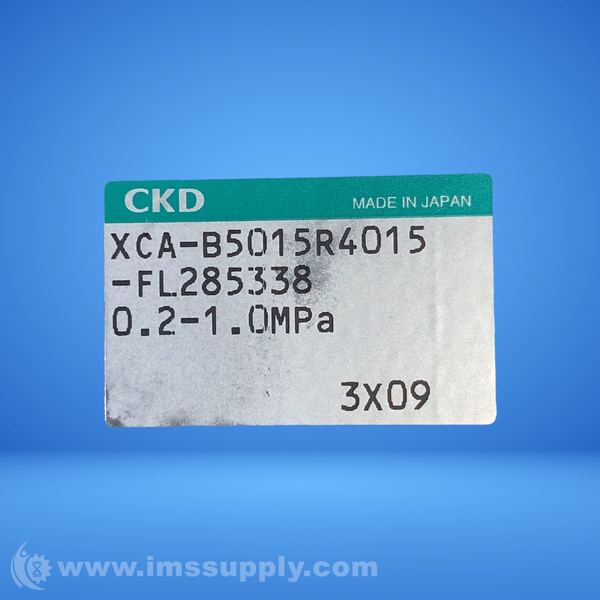 CKD MADE IN JAPAN
XCA-B5015R4015
-FL285338
0.2-1.0MPa
3X09
www.imssupply.com